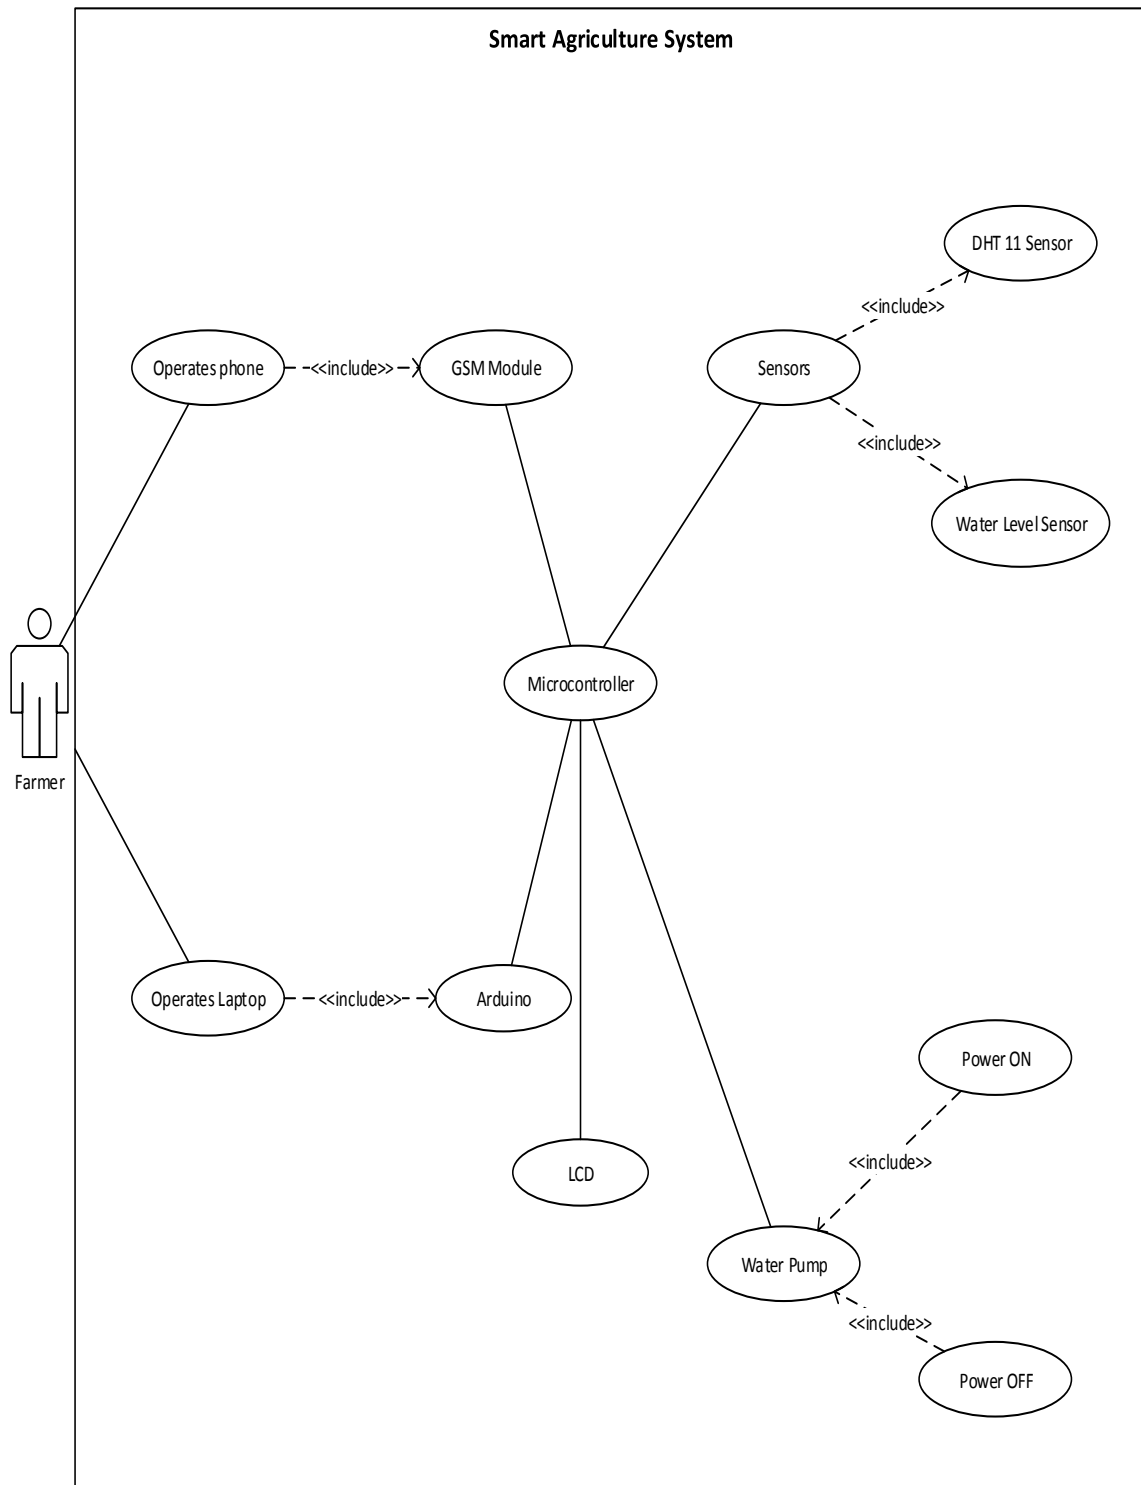 Smart Agriculture System
DHT 11 Sensor
<<include>>
Operates phone
<<include>>
GSM Module
Sensors
<<include>>
Water Level Sensor
Microcontroller
Farmer
Operates Laptop
<<include>>
Arduino
Power ON
<<include>>
LCD
Water Pump
<<include>>
Power OFF